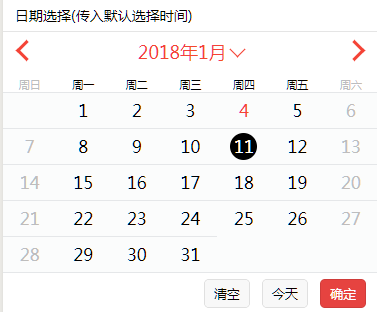 日期选择(传入默认选择时间)
2018年1月
周日 周一 周二 周三 周四 周五 周六
1 2 3 4 5 6
7 8 9 10 11 12 13
14 15 16 17 18 19 20
21 22 23 24 25 26 27
28 29 30 31
清空 今天 确定